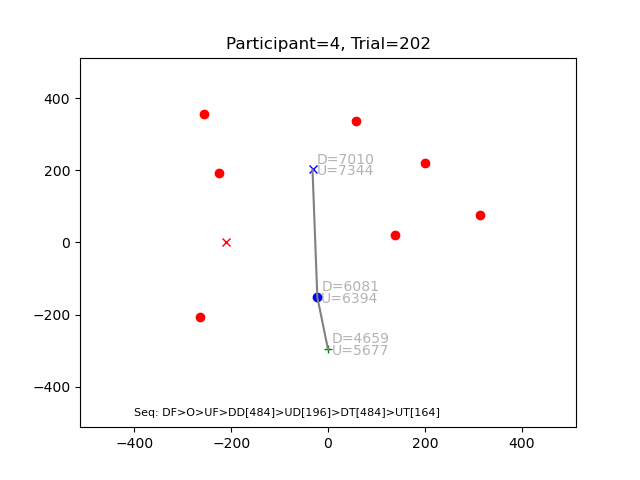 Participant=4, Trial=202
400
200
0
−200
−400
D=7010
U=7344
D=6081
U=6394
D=4659
U=5677
Seq: DF>O>UF>DD[484]>UD[196]>DT[484]>UT[164]
−400 −200 0 200 400